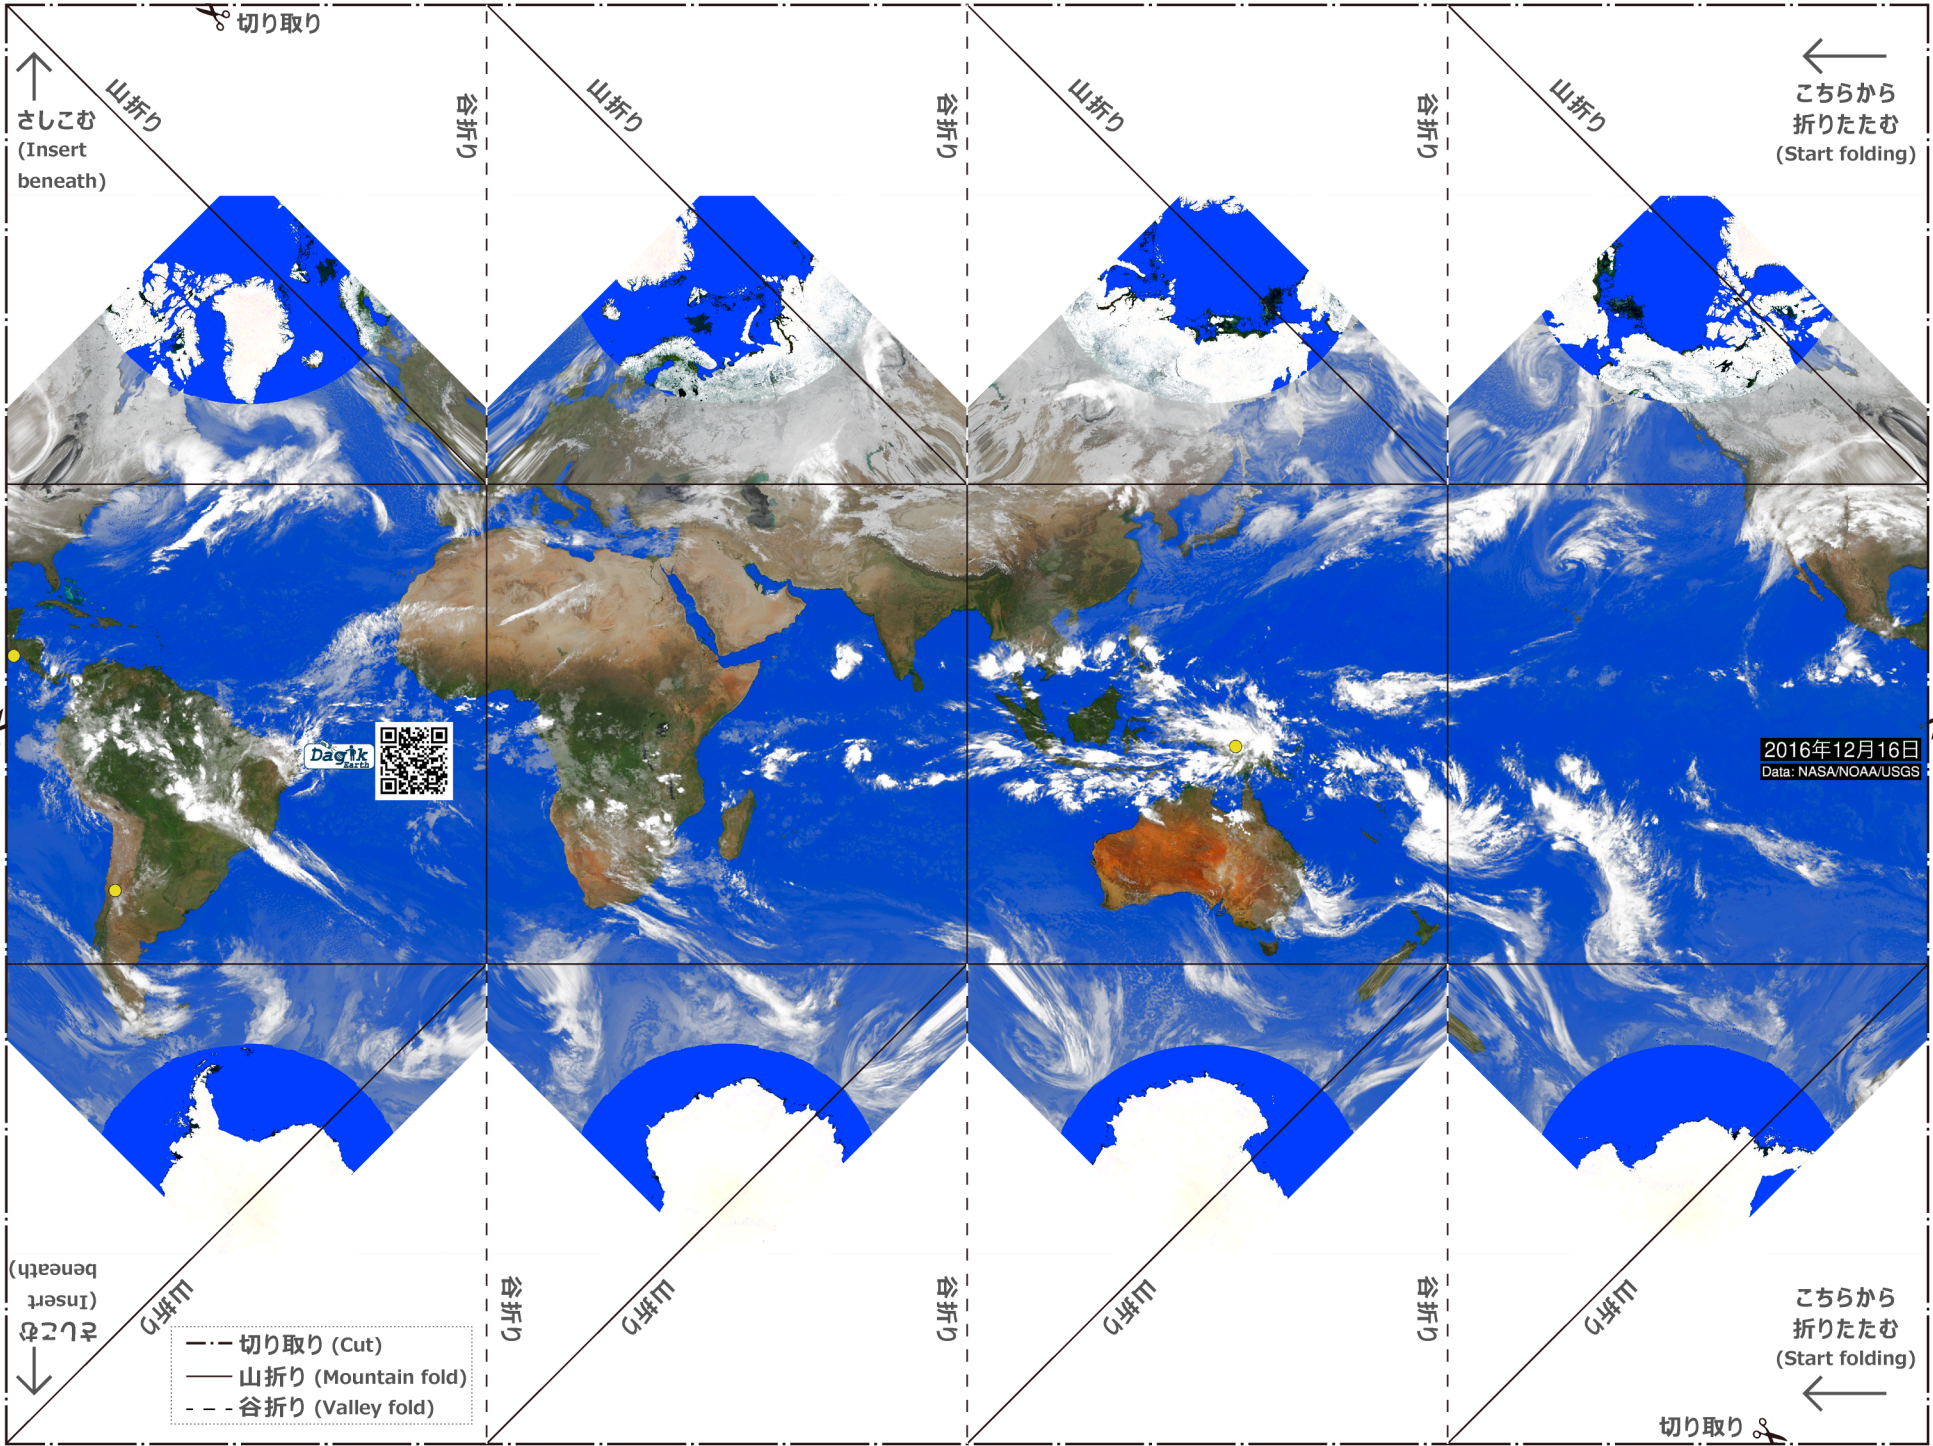 切り取り
山折り
谷折り
山折り
谷折り
山折り
谷折り
山折り
さしこむ
(Insert
beneath)
こちらから
折りたたむ
(Start folding)
Dagik
Earth
2016年12月16日
Data: NASA/NOAA/USGS
さしこむ
(Insert
beneath)
山折り
谷折り
山折り
谷折り
山折り
谷折り
山折り
切り取り (Cut)
山折り (Mountain fold)
谷折り (Valley fold)
こちらから
折りたたむ
(Start folding)
切り取り